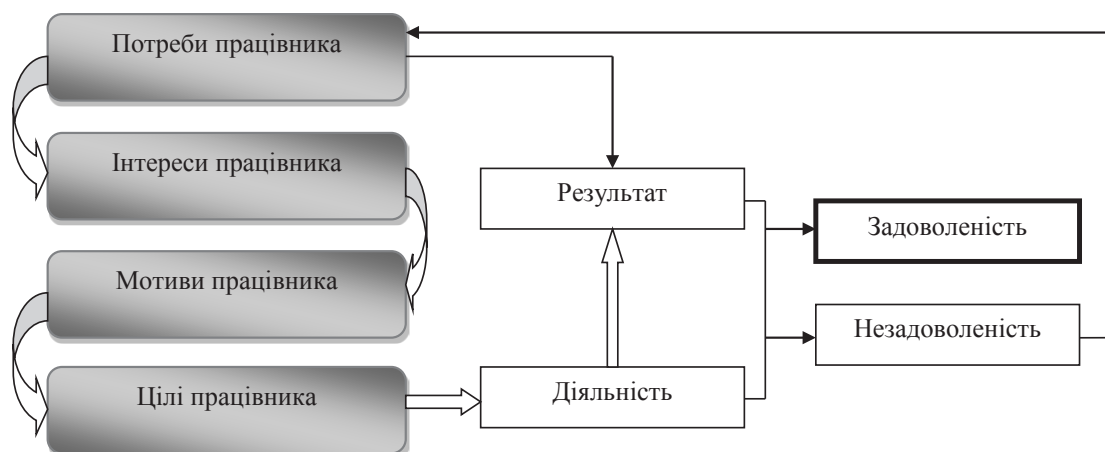 Потреби працівника
Інтереси працівника
Результат
Задоволеність
Мотиви працівника
Незадоволеність
Цілі працівника
Діяльність